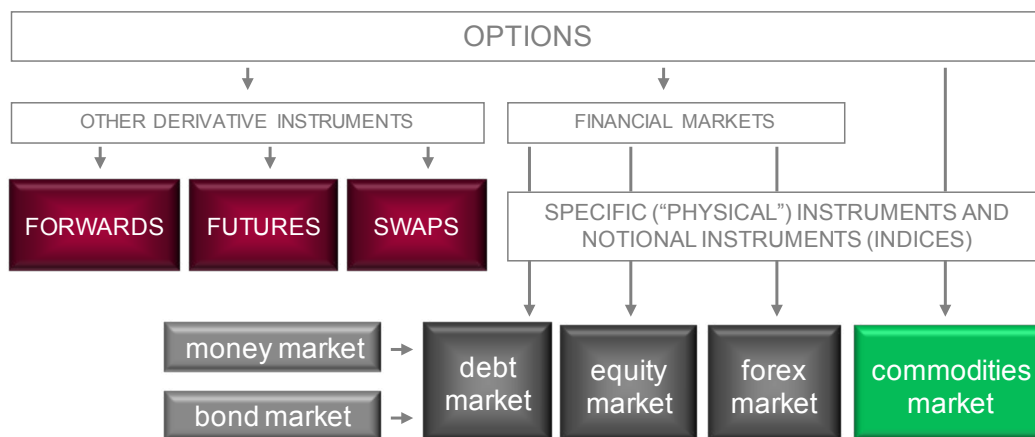 OPTIONS
OTHER DERIVATIVE INSTRUMENTS
FINANCIAL MARKETS
FORWARDS
FUTURES
SWAPS
SPECIFIC (“PHYSICAL”) INSTRUMENTS AND
NOTIONAL INSTRUMENTS (INDICES)
money market
bond market
debt
market
equity
market
forex
market
commodities
market